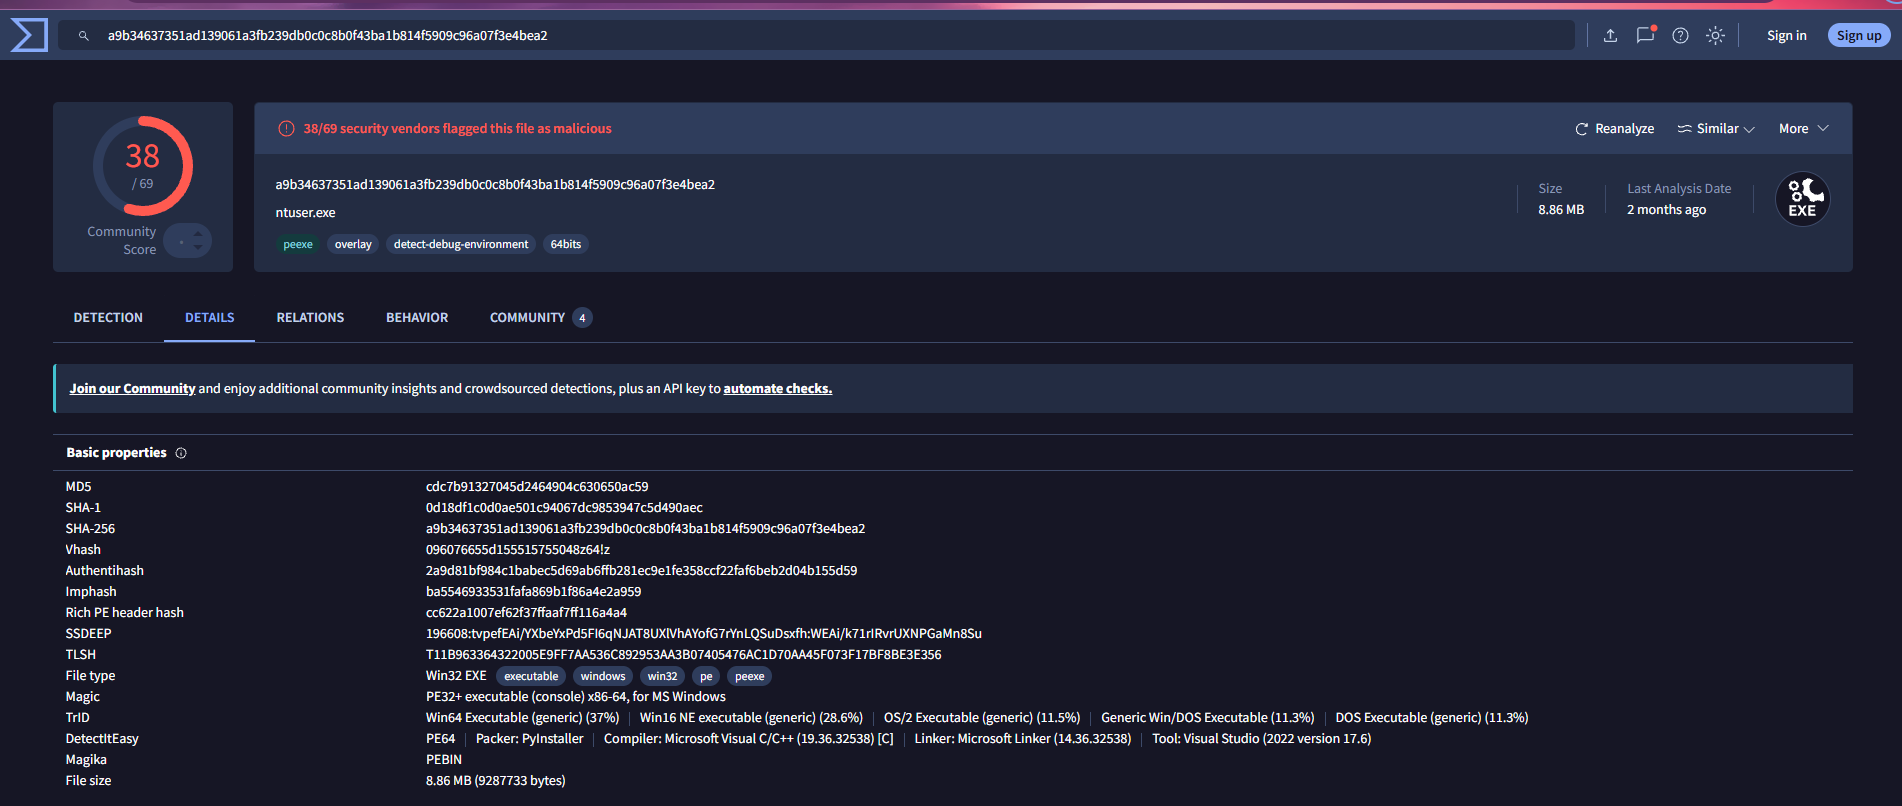 a9b34637351ad139061a3fb239db0c0c8b0f43ba1b814f5909c96a07f3e4bea2
Sign in
Sign up
38
/ 69
Community
Score
38/69 security vendors flagged this file as malicious
Reanalyze
Similar
More
a9b34637351ad139061a3fb239db0c0c8b0f43ba1b814f5909c96a07f3e4bea2
ntuser.exe
peexe overlay detect-debug-environment 64bits
Size
8.86 MB
Last Analysis Date
2 months ago
EXE
DETECTION DETAILS RELATIONS BEHAVIOR COMMUNITY 4
Join our Community and enjoy additional community insights and crowdsourced detections, plus an API key to automate checks.
Basic properties
MD5 cdc7b91327045d2464904c630650ac59
SHA-1 0d18df1c0d0ae501c94067dc9853947c5d490aec
SHA-256 a9b34637351ad139061a3fb239db0c0c8b0f43ba1b814f5909c96a07f3e4bea2
Vhash 096076655d155515755048z64!z
Authentihash 2a9d81bf984c1babec5d69ab6ffb281ec9e1fe358ccf22faf6beb2d04b155d59
Imphash ba5546933531fafa869b1f86a4e2a959
Rich PE header hash cc622a1007ef62f37ffaaf7ff116a4a4
SSDEEP 196608:tvpefEAi/YXbeYxPd5FI6qNJAT8UXlVhAYofG7rYnLQSuDsxfh:WEAi/k71rIRvrUXNPGaMn8Su
TLSH T11B963364322005E9FF7AA536C892953AA3B07405476AC1D70AA45F073F17BF8BE3E356
File type Win32 EXE executable windows win32 pe peexe
Magic PE32+ executable (console) x86-64, for MS Windows
TrID Win64 Executable (generic) (37%) Win16 NE executable (generic) (28.6%) OS/2 Executable (generic) (11.5%) Generic Win/DOS Executable (11.3%) DOS Executable (generic) (11.3%)
DetectItEasy PE64 Packer: PyInstaller Compiler: Microsoft Visual C/C++ (19.36.32538) [C] Linker: Microsoft Linker (14.36.32538) Tool: Visual Studio (2022 version 17.6)
Magika PEBIN
File size 8.86 MB (9287733 bytes)